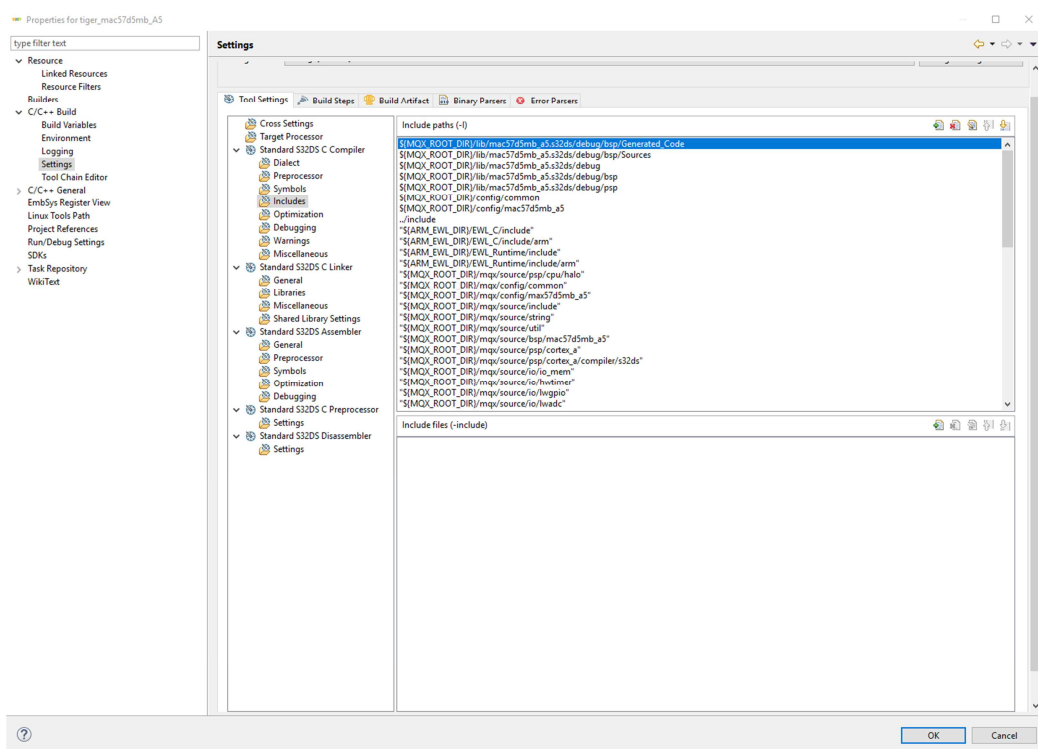 Properties for tiger_mac57d5mb_A5
type filter text
Resource
Linked Resources
Resource Filters
Builders
C/C++ Build
Build Variables
Environment
Logging
Settings
Tool Chain Editor
C/C++ General
EmbSys Register View
Linux Tools Path
Project References
Run/Debug Settings
SDKs
Task Repository
WikiText
Settings
Tool Settings
Build Steps
Build Artifact
Binary Parsers
Error Parsers
Cross Settings
Target Processor
Standard S32DS C Compiler
Dialect
Preprocessor
Symbols
Includes
Optimization
Debugging
Warnings
Miscellaneous
Standard S32DS C Linker
General
Libraries
Miscellaneous
Shared Library Settings
Standard S32DS Assembler
General
Preprocessor
Symbols
Optimization
Debugging
Standard S32DS C Preprocessor
Settings
Standard S32DS Disassembler
Settings
Include paths (-I)
${MQX_ROOT_DIR}/lib/mac57d5mb_a5.s32ds/debug/bsp/Generated_Code
${MQX_ROOT_DIR}/lib/mac57d5mb_a5.s32ds/debug/bsp/Sources
${MQX_ROOT_DIR}/lib/mac57d5mb_a5.s32ds/debug
${MQX_ROOT_DIR}/lib/mac57d5mb_a5.s32ds/debug/bsp
${MQX_ROOT_DIR}/lib/mac57d5mb_a5.s32ds/debug/psp
${MQX_ROOT_DIR}/config/common
${MQX_ROOT_DIR}/config/mac57d5mb_a5
../include
"${ARM_EWL_DIR}/EWL_C/include"
"${ARM_EWL_DIR}/EWL_C/include/arm"
"${ARM_EWL_DIR}/EWL_Runtime/include"
"${ARM_EWL_DIR}/EWL_Runtime/include/arm"
"${MQX_ROOT_DIR}/mqx/source/psp/cpu/halo"
"${MQX_ROOT_DIR}/mqx/config/common"
"${MQX_ROOT_DIR}/mqx/config/max57d5mb_a5"
"${MQX_ROOT_DIR}/mqx/source/include"
"${MQX_ROOT_DIR}/mqx/source/string"
"${MQX_ROOT_DIR}/mqx/source/util"
"${MQX_ROOT_DIR}/mqx/source/bsp/mac57d5mb_a5"
"${MQX_ROOT_DIR}/mqx/source/psp/cortex_a"
"${MQX_ROOT_DIR}/mqx/source/psp/cortex_a/compiler/s32ds"
"${MQX_ROOT_DIR}/mqx/source/io/io_mem"
"${MQX_ROOT_DIR}/mqx/source/io/hwtimer"
"${MQX_ROOT_DIR}/mqx/source/io/lwgpio"
"${MQX_ROOT_DIR}/mqx/source/io/lwadc"
Include files (-include)
OK
Cancel